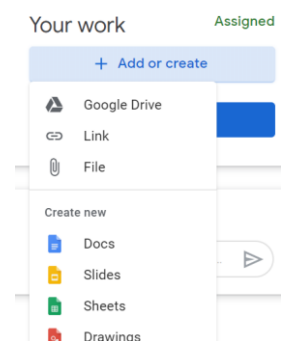 Your work
Assigned
+ Add or create
Google Drive
Link
File
Create new
Docs
Slides
Sheets
Drawings